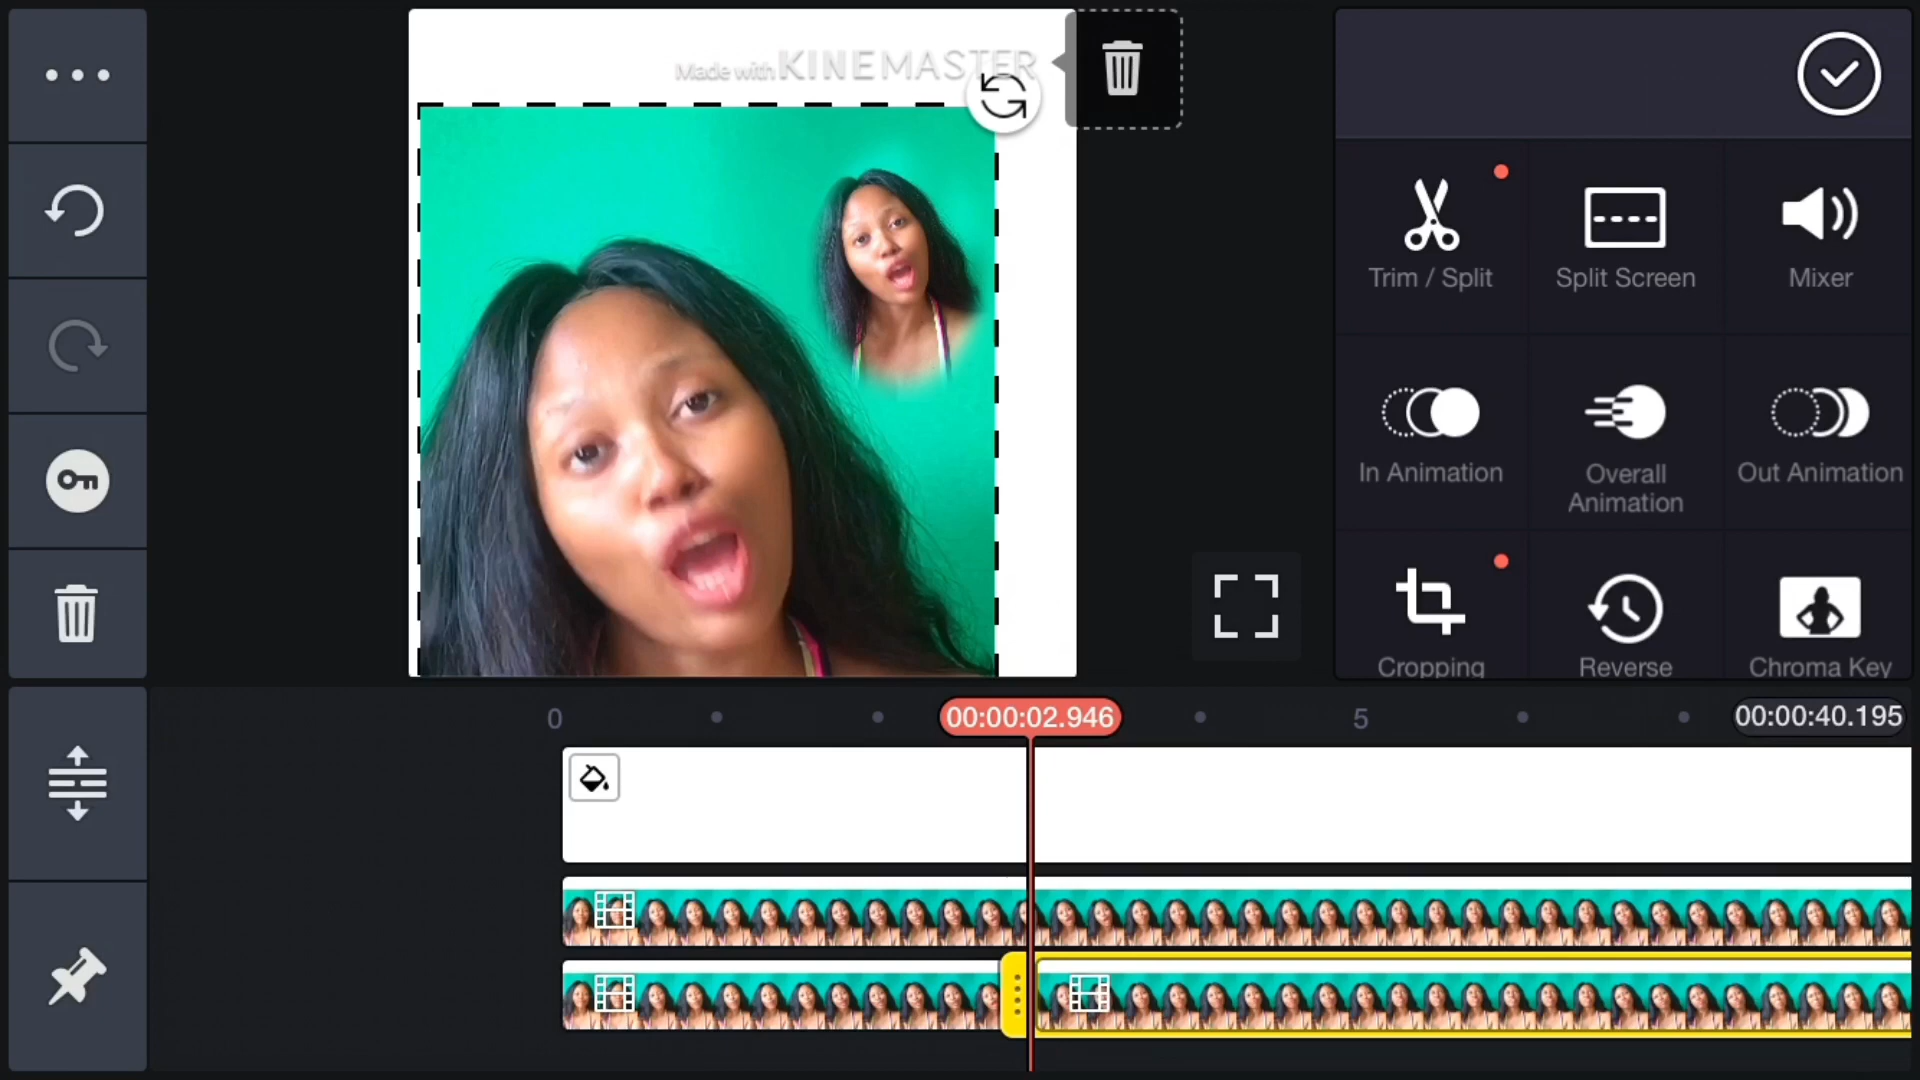 Made with KINEMASTER
Trim / Split
Split Screen
Mixer
In Animation
Overall
Animation
Out Animation
Cropping
Reverse
Chroma Key
0
00:00:02.946
5
00:00:40.195